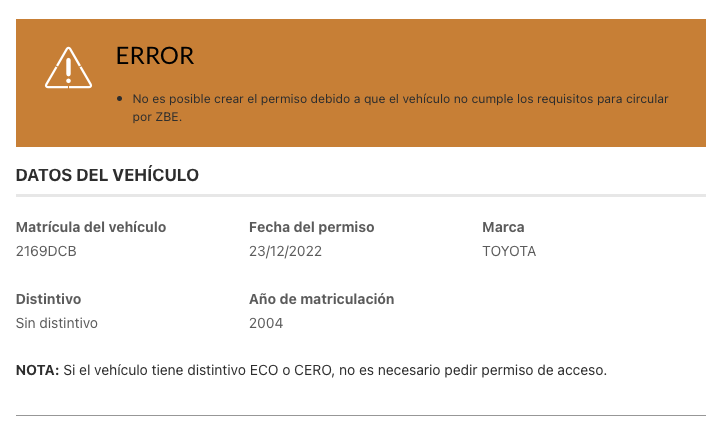 ERROR
• No es posible crear el permiso debido a que el vehículo no cumple los requisitos para circular
por ZBE.
DATOS DEL VEHÍCULO
Matrícula del vehículo Fecha del permiso Marca
2169DCB 23/12/2022 TOYOTA
Distintivo Año de matriculación
Sin distintivo 2004
NOTA: Si el vehículo tiene distintivo ECO o CERO, no es necesario pedir permiso de acceso.